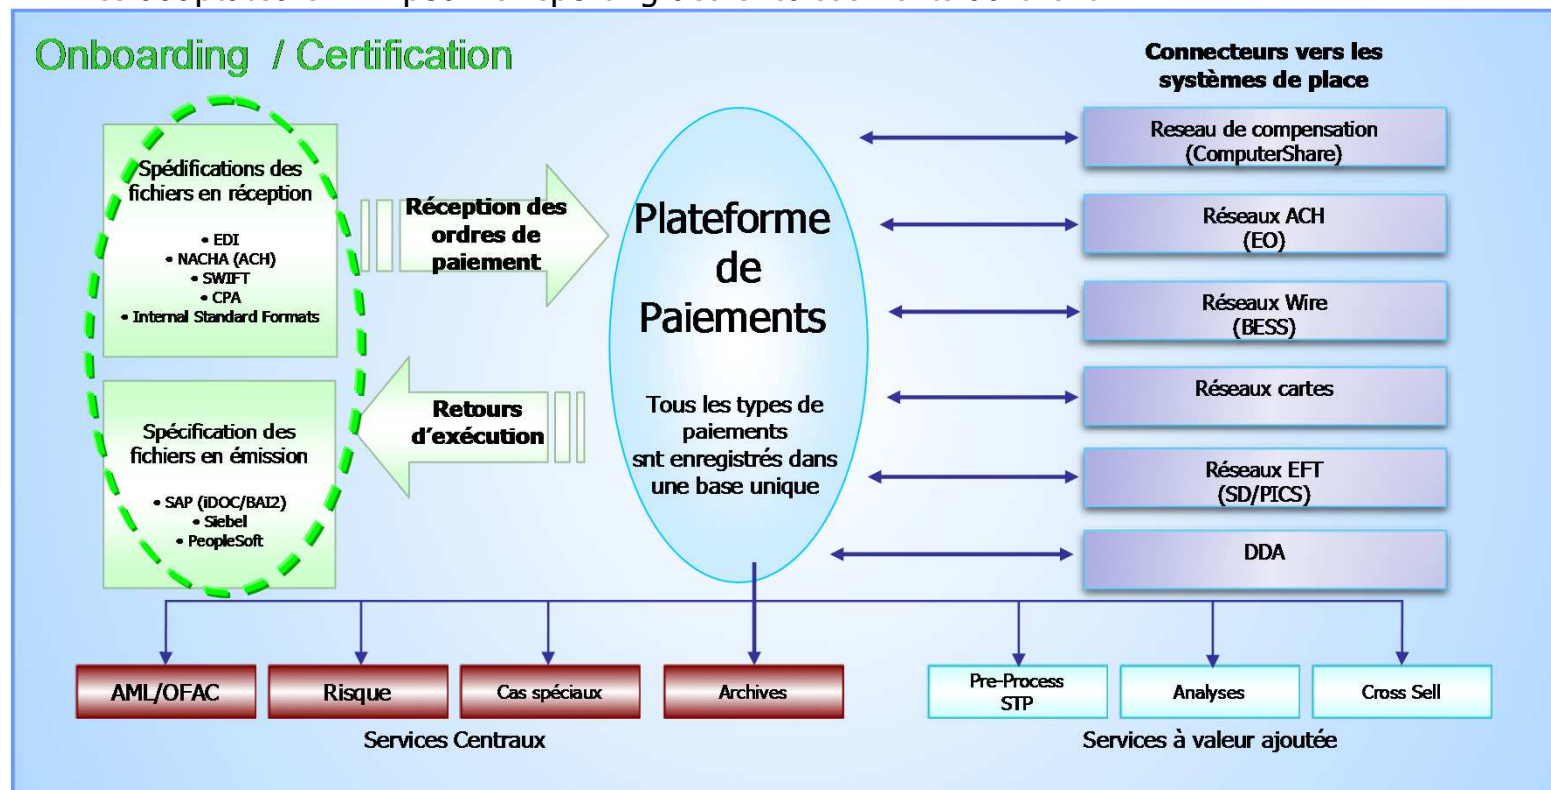 Onboarding / Certification
Spédifications des
fichiers en réception
• EDI
• NACHA (ACH)
• SWIFT
• CPA
• Internal Standard Formats
Spécification des
fichiers en émission
• SAP (iDOC/BAI2)
• Siebel
• PeopleSoft
Réception des
ordres de
paiement
Retours
d'exécution
Plateforme
de
Paiements
Tous les types de
paiements
snt enregistrés dans
une base unique
Connecteurs vers les
systèmes de place
Reseau de compensation
(ComputerShare)
Réseaux ACH
(EO)
Réseaux Wire
(BESS)
Réseaux cartes
Réseaux EFT
(SD/PICS)
DDA
AML/OFAC
Risque
Cas spéciaux
Archives
Services Centraux
Pre-Process
STP
Analyses
Cross Sell
Services à valeur ajoutée